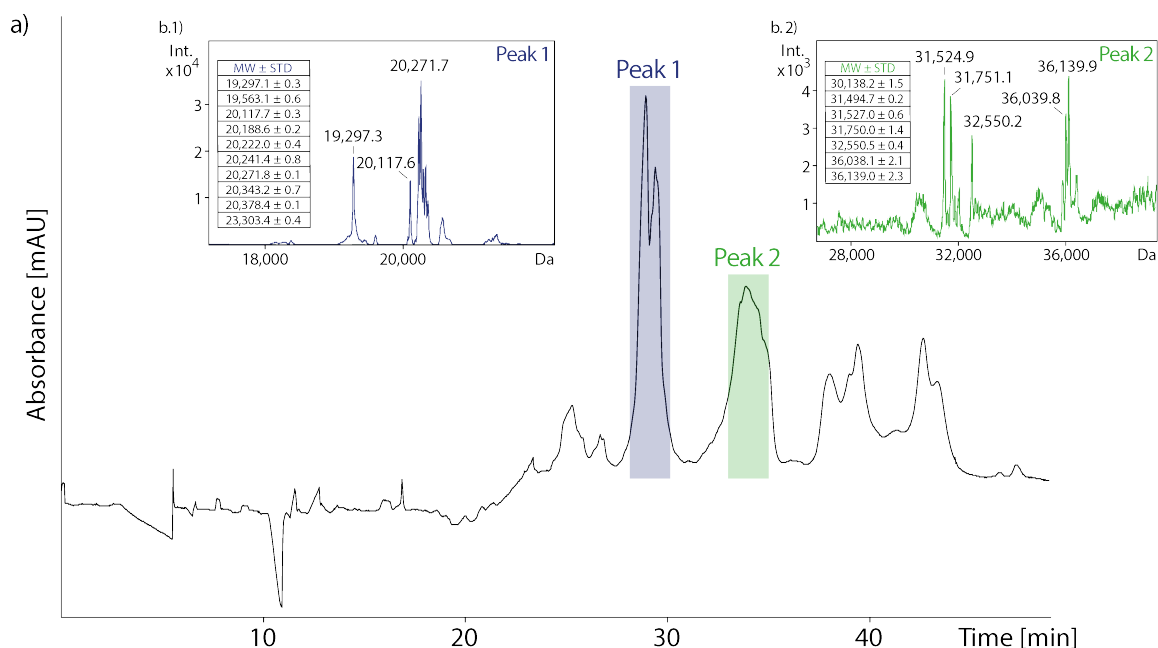 a)
Absorbance [mAU]
b.1)
Int.
x10⁴
3
2
1
Peak 1
MW ± STD
19,297.1 ± 0.3
19,563.1 ± 0.6
20,117.7 ± 0.3
20,188.6 ± 0.2
20,222.0 ± 0.4
20,241.4 ± 0.8
20,271.8 ± 0.1
20,343.2 ± 0.7
20,378.4 ± 0.1
23,303.4 ± 0.4
20,271.7
19,297.3
20,117.6
18,000 20,000 Da
Peak 1
Peak 2
b.2)
Int.
x10³
4
3
2
1
Peak 2
MW ± STD
30,138.2 ± 1.5
31,494.7 ± 0.2
31,527.0 ± 0.6
31,750.0 ± 1.4
32,550.5 ± 0.4
36,038.1 ± 2.1
36,139.0 ± 2.3
31,524.9
31,751.1
32,550.2
36,139.9
36,039.8
28,000 32,000 36,000 Da
10 20 30 40 Time [min]